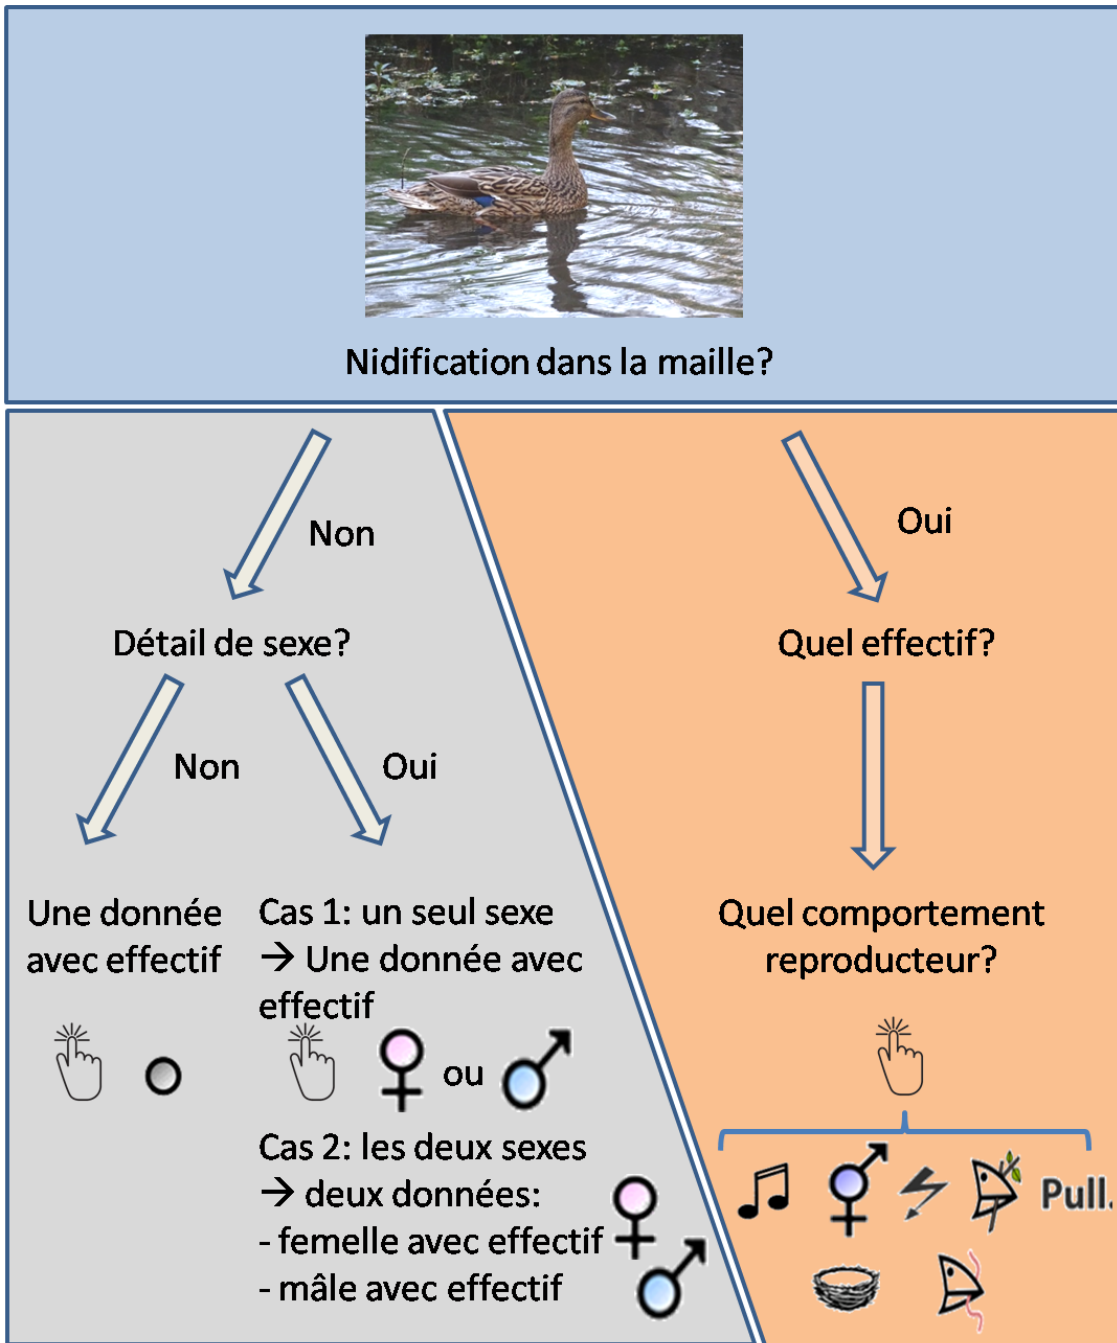 Nidification dans la maille?
Non
Détail de sexe?
Non
Oui
Une donnée
avec effectif
Cas 1: un seul sexe
→ Une donnée avec
effectif
ou
Cas 2: les deux sexes
→ deux données:
- femelle avec effectif
- mâle avec effectif
Oui
Quel effectif?
Quel comportement
reproducteur?
Pull.